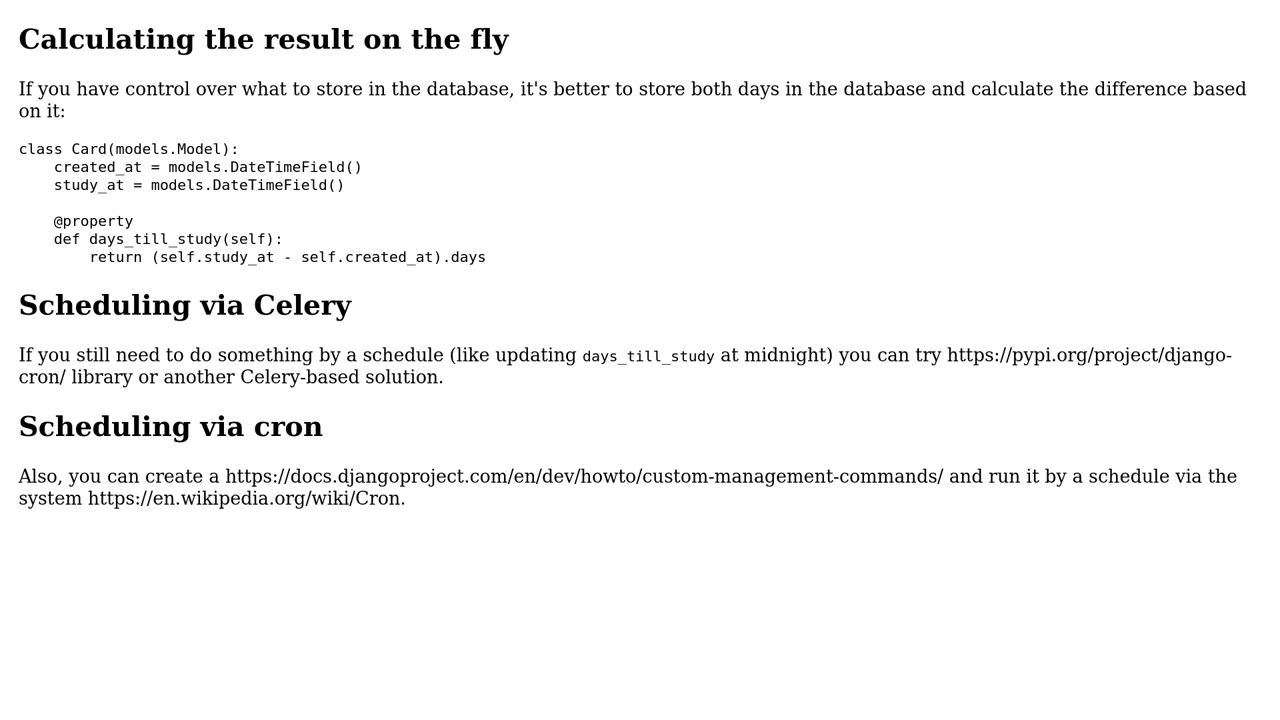 Calculating the result on the fly
If you have control over what to store in the database, it's better to store both days in the database and calculate the difference based
on it:
class Card(models.Model):
    created_at = models.DateTimeField()
    study_at = models.DateTimeField()

    @property
    def days_till_study(self):
        return (self.study_at - self.created_at).days
Scheduling via Celery
If you still need to do something by a schedule (like updating days_till_study at midnight) you can try https://pypi.org/project/django-
cron/ library or another Celery-based solution.
Scheduling via cron
Also, you can create a https://docs.djangoproject.com/en/dev/howto/custom-management-commands/ and run it by a schedule via the
system https://en.wikipedia.org/wiki/Cron.